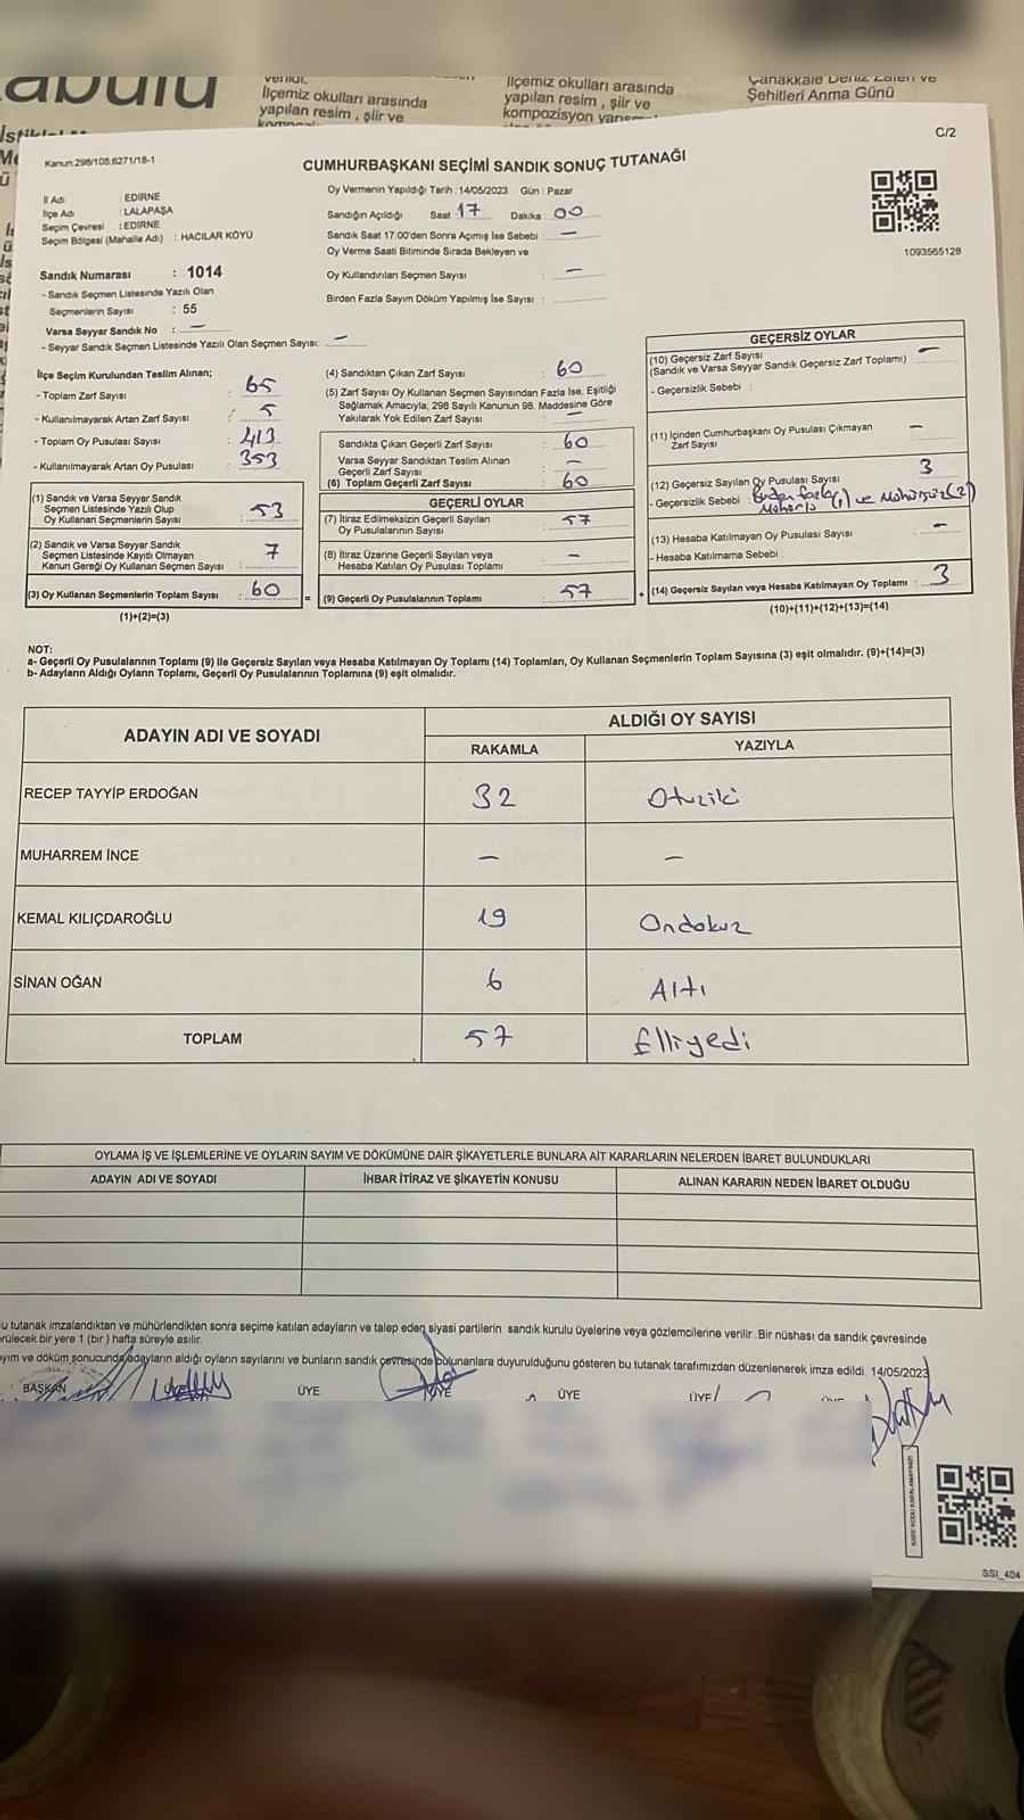 abulu
İlçemiz okulları arasında
yapılan resim , şiir ve
İlçemiz okulları arasında
yapılan resim , şiir ve
kompozisyon
Çanakkale Deniz Zaferi ve
Şehitleri Anma Günü
C/2
Kanun:298/108.6271/18-1
CUMHURBAŞKANI SEÇİMİ SANDIK SONUÇ TUTANAĞI
İl Adı : EDİRNE
İlçe Adı : LALAPAŞA
Seçim Çevresi : EDİRNE
Seçim Bölgesi (Mahalle Adı) : HACILAR KÖYÜ
Sandık Numarası : 1014
- Sandık Seçmen Listesinde Yazılı Olan
Seçmenlerin Sayısı : 55
Varsa Seyyar Sandık No : —
- Seyyar Sandık Seçmen Listesinde Yazılı Olan Seçmen Sayısı: —
Oy Vermenin Yapıldığı Tarih : 14/05/2023 Gün : Pazar
Sandığın Açıldığı Saat 17 Dakika 00
Sandık Saat 17.00'den Sonra Açımış İse Sebebi : —
Oy Verme Saati Bitiminde Sırada Bekleyen ve
Oy Kullandırılan Seçmen Sayısı : —
Birden Fazla Sayım Döküm Yapılmış İse Sayısı :
1093565128
İlçe Seçim Kurulundan Teslim Alınan;
- Toplam Zarf Sayısı : 65
- Kullanılmayarak Artan Zarf Sayısı : 5
- Toplam Oy Pusulası Sayısı : 413
- Kullanılmayarak Artan Oy Pusulası : 353
(1) Sandık ve Varsa Seyyar Sandık
Seçmen Listesinde Yazılı Olup
Oy Kullanan Seçmenlerin Sayısı : 53
(2) Sandık ve Varsa Seyyar Sandık
Seçmen Listesinde Kayıtlı Olmayan
Kanun Gereği Oy Kullanan Seçmen Sayısı : 7
(3) Oy Kullanan Seçmenlerin Toplam Sayısı : 60
(1)+(2)=(3)
(4) Sandıktan Çıkan Zarf Sayısı : 60
(5) Zarf Sayısı Oy Kullanan Seçmen Sayısından Fazla İse, Eşitliği
Sağlamak Amacıyla; 298 Sayılı Kanunun 98. Maddesine Göre
Yakılarak Yok Edilen Zarf Sayısı : —
Sandıkta Çıkan Geçerli Zarf Sayısı : 60
Varsa Seyyar Sandıktan Teslim Alınan
Geçerli Zarf Sayısı : —
(6) Toplam Geçerli Zarf Sayısı : 60
GEÇERLİ OYLAR
(7) İtiraz Edilmeksizin Geçerli Sayılan
Oy Pusulalarının Sayısı : 57
(8) İtiraz Üzerine Geçerli Sayılan veya
Hesaba Katılan Oy Pusulası Toplamı : —
= (9) Geçerli Oy Pusulalarının Toplamı : 57
GEÇERSİZ OYLAR
(10) Geçersiz Zarf Sayısı
(Sandık ve Varsa Seyyar Sandık Geçersiz Zarf Toplamı) —
- Geçersizlik Sebebi :
(11) İçinden Cumhurbaşkanı Oy Pusulası Çıkmayan
Zarf Sayısı —
(12) Geçersiz Sayılan Oy Pusulası Sayısı 3
- Geçersizlik Sebebi : Birden fazla (1) ve Mühürsüz (2)
(13) Hesaba Katılmayan Oy Pusulası Sayısı —
- Hesaba Katılmama Sebebi :
+ (14) Geçersiz Sayılan veya Hesaba Katılmayan Oy Toplamı : 3
(10)+(11)+(12)+(13)=(14)
NOT:
a- Geçerli Oy Pusulalarının Toplamı (9) ile Geçersiz Sayılan veya Hesaba Katılmayan Oy Toplamı (14) Toplamları, Oy Kullanan Seçmenlerin Toplam Sayısına (3) eşit olmalıdır. (9)+(14)=(3)
b- Adayların Aldığı Oyların Toplamı, Geçerli Oy Pusulalarının Toplamına (9) eşit olmalıdır.
ADAYIN ADI VE SOYADI ALDIĞI OY SAYISI
RAKAMLA YAZIYLA
RECEP TAYYİP ERDOĞAN 32 Otuziki
MUHARREM İNCE — —
KEMAL KILIÇDAROĞLU 19 Ondokuz
SİNAN OĞAN 6 Altı
TOPLAM 57 Elliyedi
OYLAMA İŞ VE İŞLEMLERİNE VE OYLARIN SAYIM VE DÖKÜMÜNE DAİR ŞİKAYETLERLE BUNLARA AİT KARARLARIN NELERDEN İBARET BULUNDUKLARI
ADAYIN ADI VE SOYADI İHBAR İTİRAZ VE ŞİKAYETİN KONUSU ALINAN KARARIN NEDEN İBARET OLDUĞU
u tutanak imzalandıktan ve mühürlendikten sonra seçime katılan adayların ve talep eden siyasi partilerin sandık kurulu üyelerine veya gözlemcilerine verilir .Bir nüshası da sandık çevresinde
rülecek bir yere 1 (bir ) hafta süreyle asılır.
yım ve döküm sonucunda adayların aldığı oyların sayılarını ve bunların sandık çevresinde bulunanlara duyurulduğunu gösteren bu tutanak tarafımızdan düzenlenerek imza edildi. 14/05/2023
BAŞKAN ÜYE ÜYE ÜYE ÜYE
SSI_404